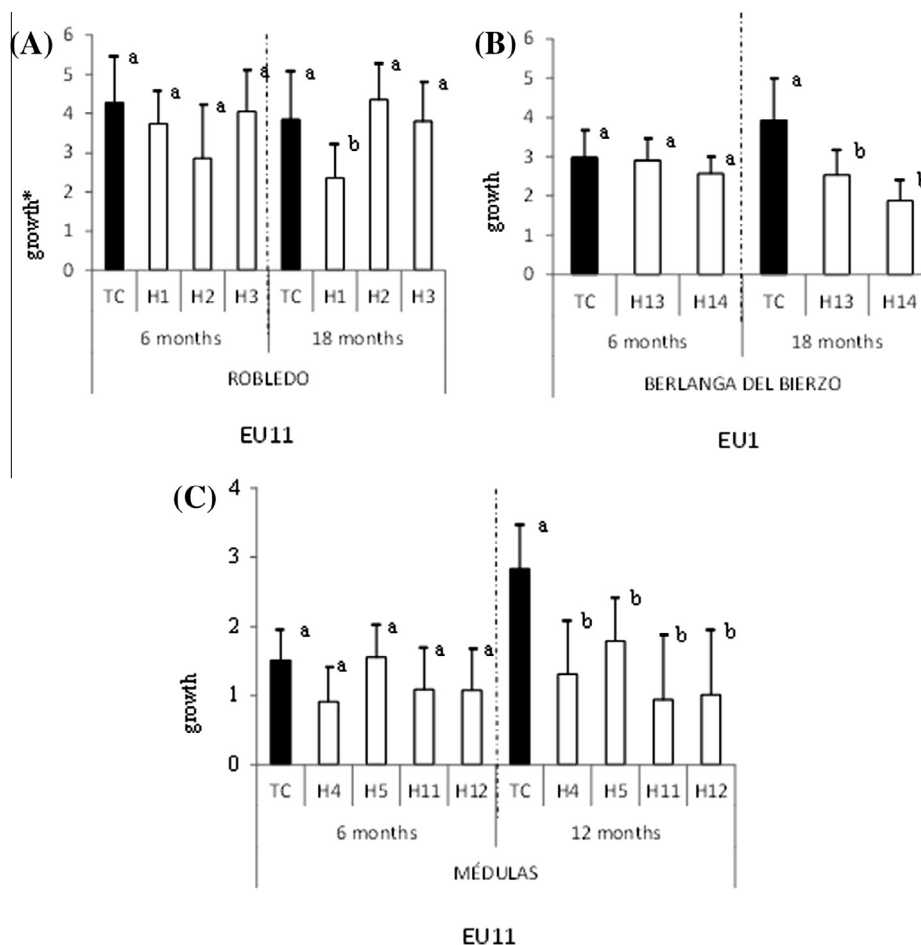 (A)
6
5
4
3
2
1
0
growth*
a
a
a
a
a
b
a
a
TC H1 H2 H3 TC H1 H2 H3
6 months 18 months
ROBLEDO
EU11
(B)
6
5
4
3
2
1
0
growth
a
a
a
a
b
b
TC H13 H14 TC H13 H14
6 months 18 months
BERLANGA DEL BIERZO
EU1
(C)
4
3
2
1
0
growth
a
a
a
a
a
a
b
b
b
b
TC H4 H5 H11 H12 TC H4 H5 H11 H12
6 months 12 months
MÉDULAS
EU11